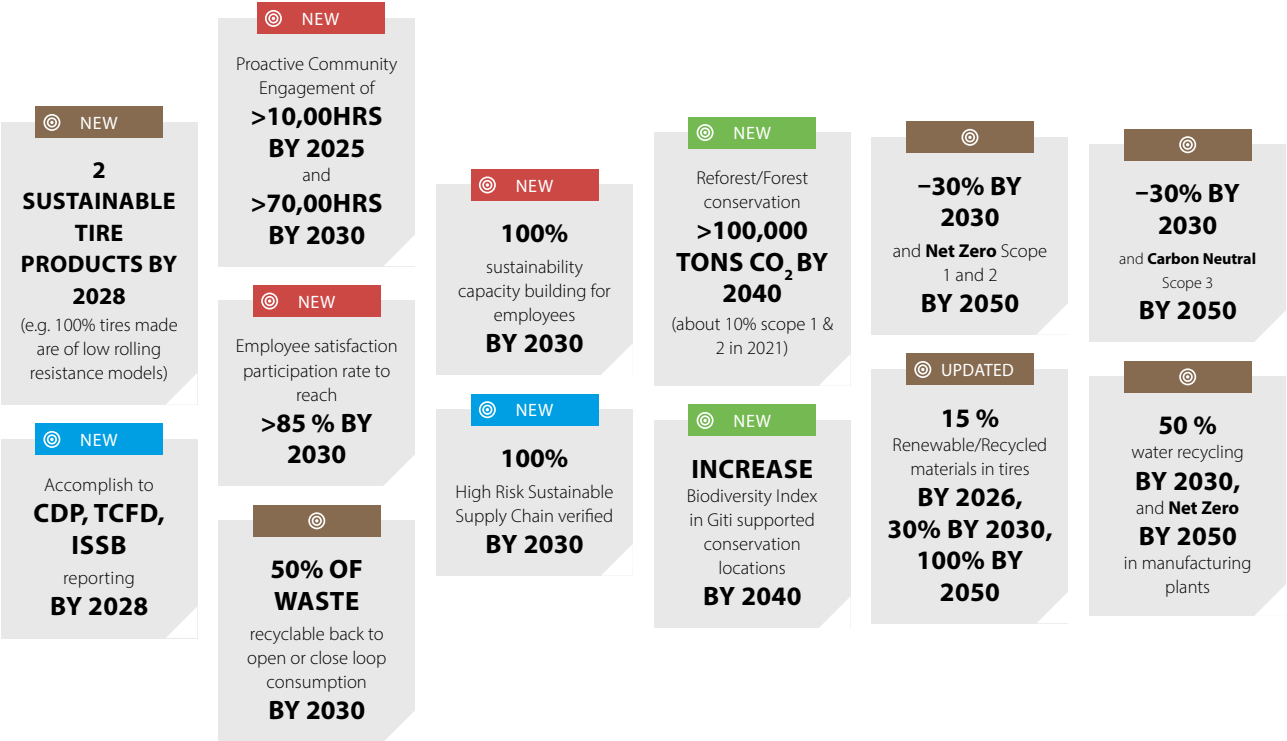 NEW
2
SUSTAINABLE
TIRE
PRODUCTS BY
2028
(e.g. 100% tires made
are of low rolling
resistance models)
NEW
Accomplish to
CDP, TCFD,
ISSB
reporting
BY 2028
NEW
Proactive Community
Engagement of
>10,00HRS
BY 2025
and
>70,00HRS
BY 2030
NEW
Employee satisfaction
participation rate to
reach
>85 % BY
2030
50% OF
WASTE
recyclable back to
open or close loop
consumption
BY 2030
NEW
100%
sustainability
capacity building for
employees
BY 2030
NEW
100%
High Risk Sustainable
Supply Chain verified
BY 2030
NEW
Reforest/Forest
conservation
>100,000
TONS CO₂ BY
2040
(about 10% scope 1 &
2 in 2021)
NEW
INCREASE
Biodiversity Index
in Giti supported
conservation
locations
BY 2040
–30% BY
2030
and Net Zero Scope
1 and 2
BY 2050
UPDATED
15 %
Renewable/Recycled
materials in tires
BY 2026,
30% BY 2030,
100% BY
2050
–30% BY
2030
and Carbon Neutral
Scope 3
BY 2050
50 %
water recycling
BY 2030,
and Net Zero
BY 2050
in manufacturing
plants